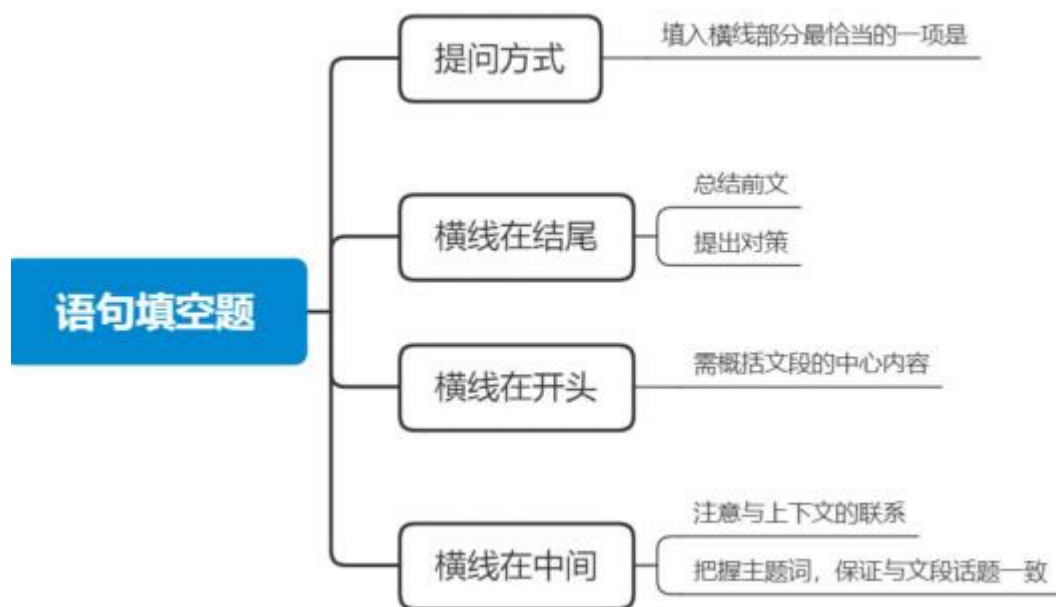 语句填空题
提问方式
填入横线部分最恰当的一项是
横线在结尾
总结前文
提出对策
横线在开头
需概括文段的中心内容
横线在中间
注意与上下文的联系
把握主题词，保证与文段话题一致